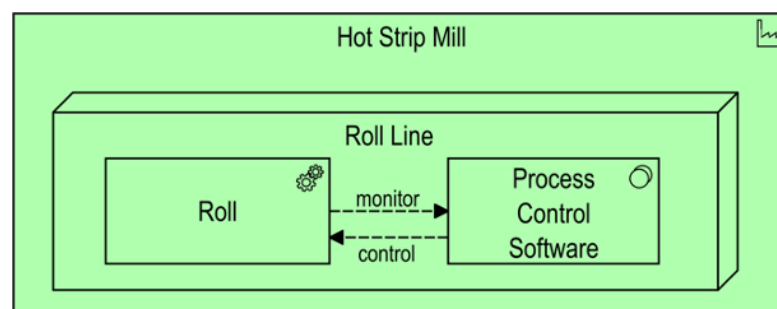 Hot Strip Mill
Roll Line
Roll
monitor
control
Process
Control
Software